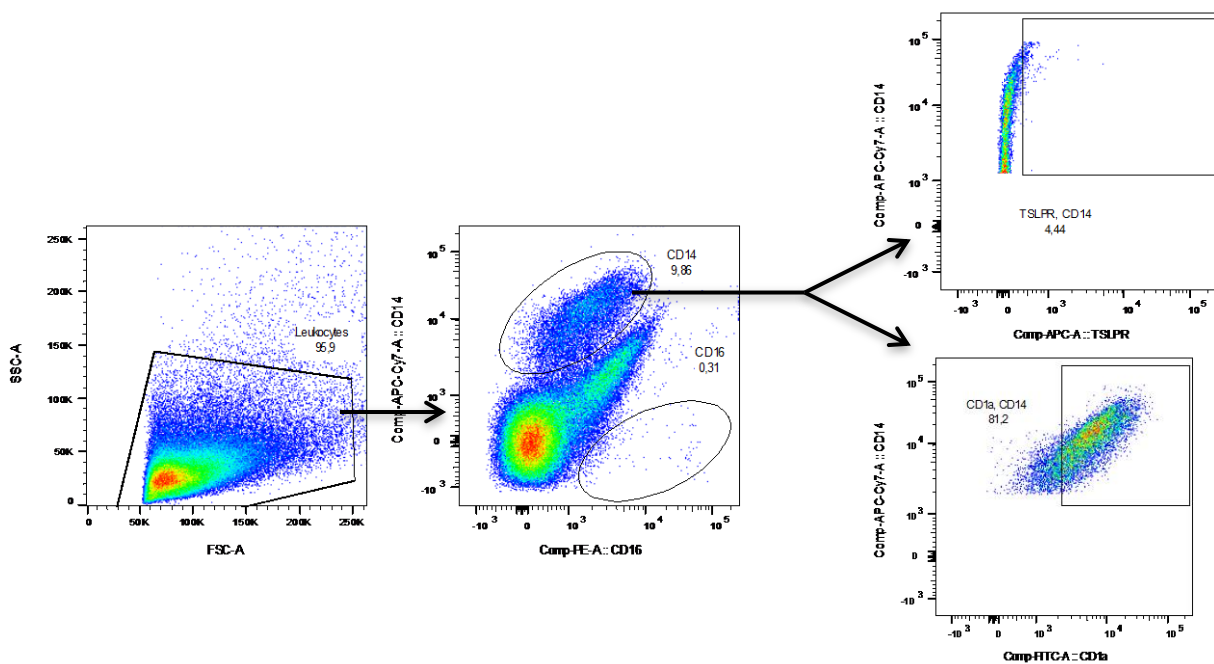 SSC-A
250K
200K
150K
100K
50K
0
Leukocytes
95,9
0 50K 100K 150K 200K 250K
FSC-A
Comp-APC-Cy7-A :: CD14
10 5
10 4
10 3
0
-10 3
CD14
9,86
CD16
0,31
-10 3 0 10 3 10 4 10 5
Comp-PE-A :: CD16
Comp-APC-Cy7-A :: CD14
10 5
10 4
10 3
0
-10 3
TSLPR, CD14
4,44
-10 3 0 10 3 10 4 10 5
Comp-APC-A :: TSLPR
Comp-APC-Cy7-A :: CD14
10 5
10 4
10 3
0
-10 3
CD1a, CD14
81,2
-10 3 0 10 3 10 4 10 5
Comp-FITC-A :: CD1a